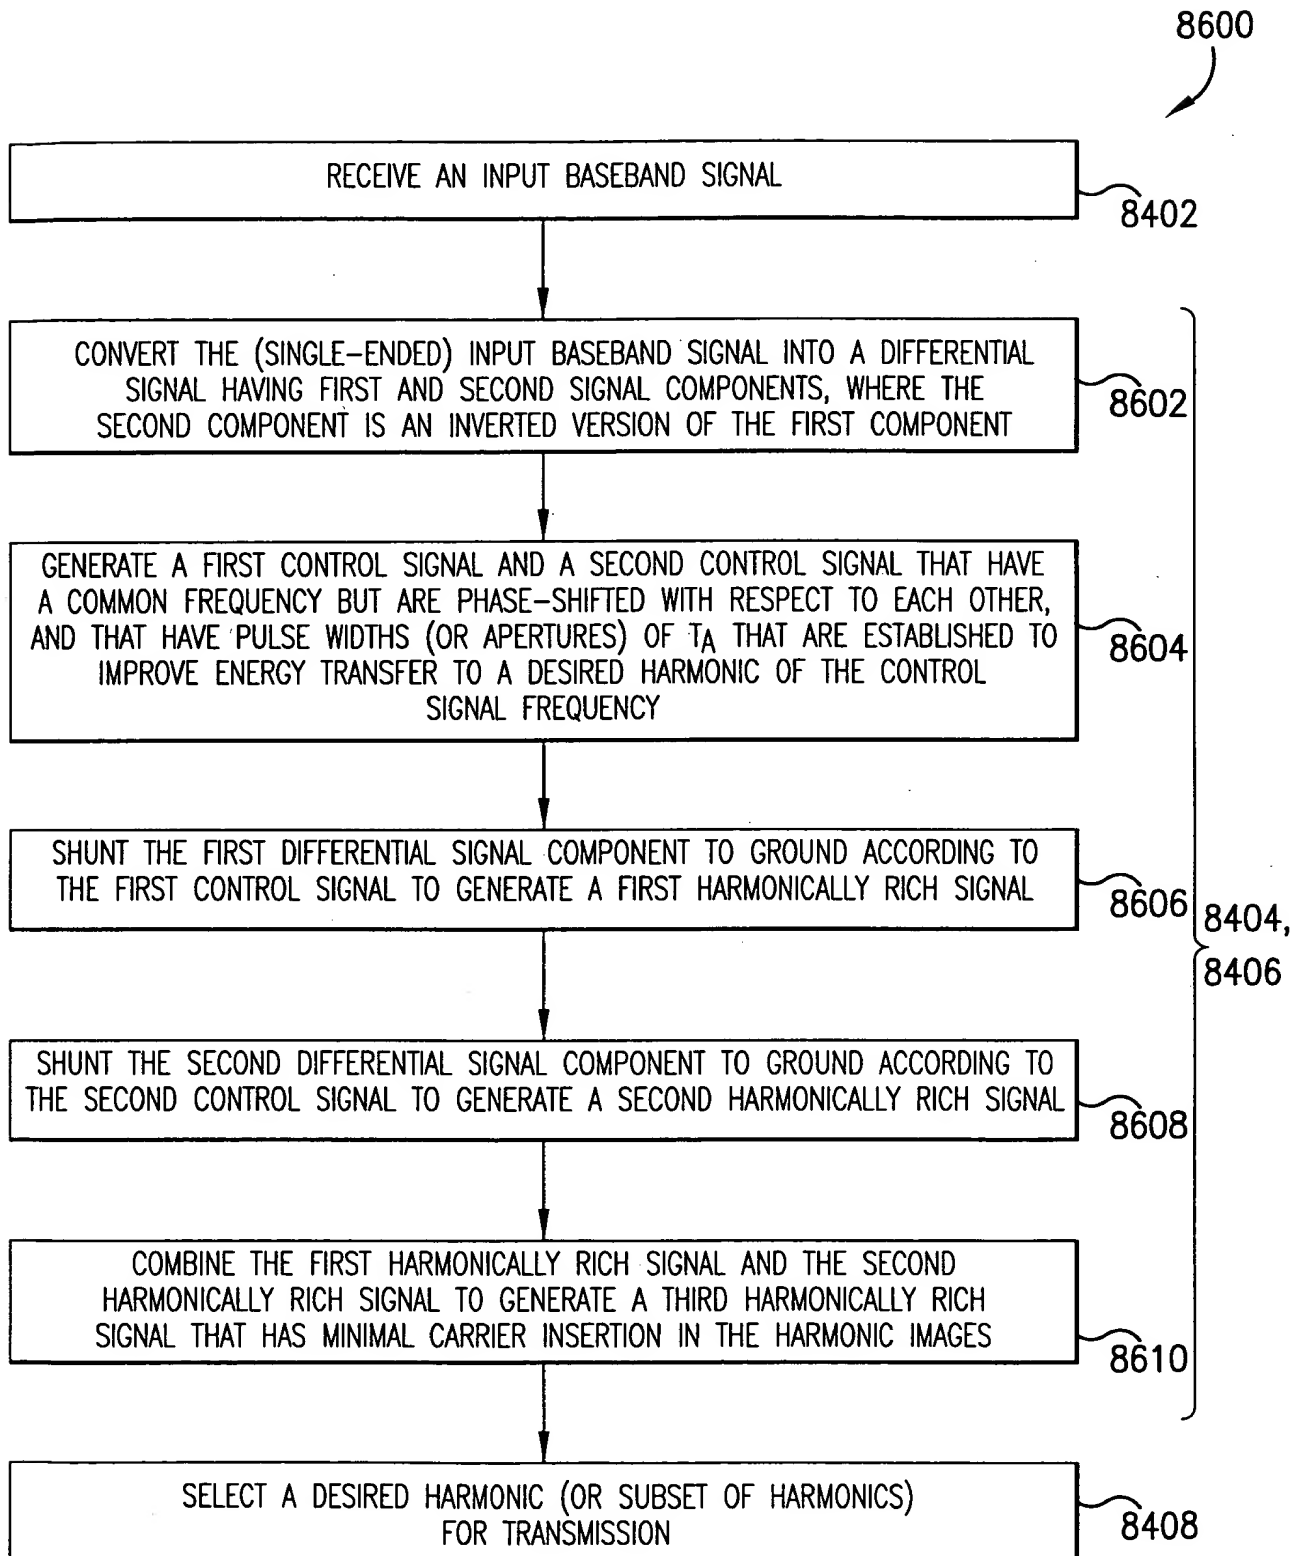 8600
RECEIVE AN INPUT BASEBAND SIGNAL
8402
CONVERT THE (SINGLE-ENDED) INPUT BASEBAND SIGNAL INTO A DIFFERENTIAL
SIGNAL HAVING FIRST AND SECOND SIGNAL COMPONENTS, WHERE THE
SECOND COMPONENT IS AN INVERTED VERSION OF THE FIRST COMPONENT
8602
GENERATE A FIRST CONTROL SIGNAL AND A SECOND CONTROL SIGNAL THAT HAVE
A COMMON FREQUENCY BUT ARE PHASE-SHIFTED WITH RESPECT TO EACH OTHER,
AND THAT HAVE PULSE WIDTHS (OR APERTURES) OF TA THAT ARE ESTABLISHED TO
IMPROVE ENERGY TRANSFER TO A DESIRED HARMONIC OF THE CONTROL
SIGNAL FREQUENCY
8604
SHUNT THE FIRST DIFFERENTIAL SIGNAL COMPONENT TO GROUND ACCORDING TO
THE FIRST CONTROL SIGNAL TO GENERATE A FIRST HARMONICALLY RICH SIGNAL
8606
8404,
8406
SHUNT THE SECOND DIFFERENTIAL SIGNAL COMPONENT TO GROUND ACCORDING TO
THE SECOND CONTROL SIGNAL TO GENERATE A SECOND HARMONICALLY RICH SIGNAL
8608
COMBINE THE FIRST HARMONICALLY RICH SIGNAL AND THE SECOND
HARMONICALLY RICH SIGNAL TO GENERATE A THIRD HARMONICALLY RICH
SIGNAL THAT HAS MINIMAL CARRIER INSERTION IN THE HARMONIC IMAGES
8610
SELECT A DESIRED HARMONIC (OR SUBSET OF HARMONICS)
FOR TRANSMISSION
8408